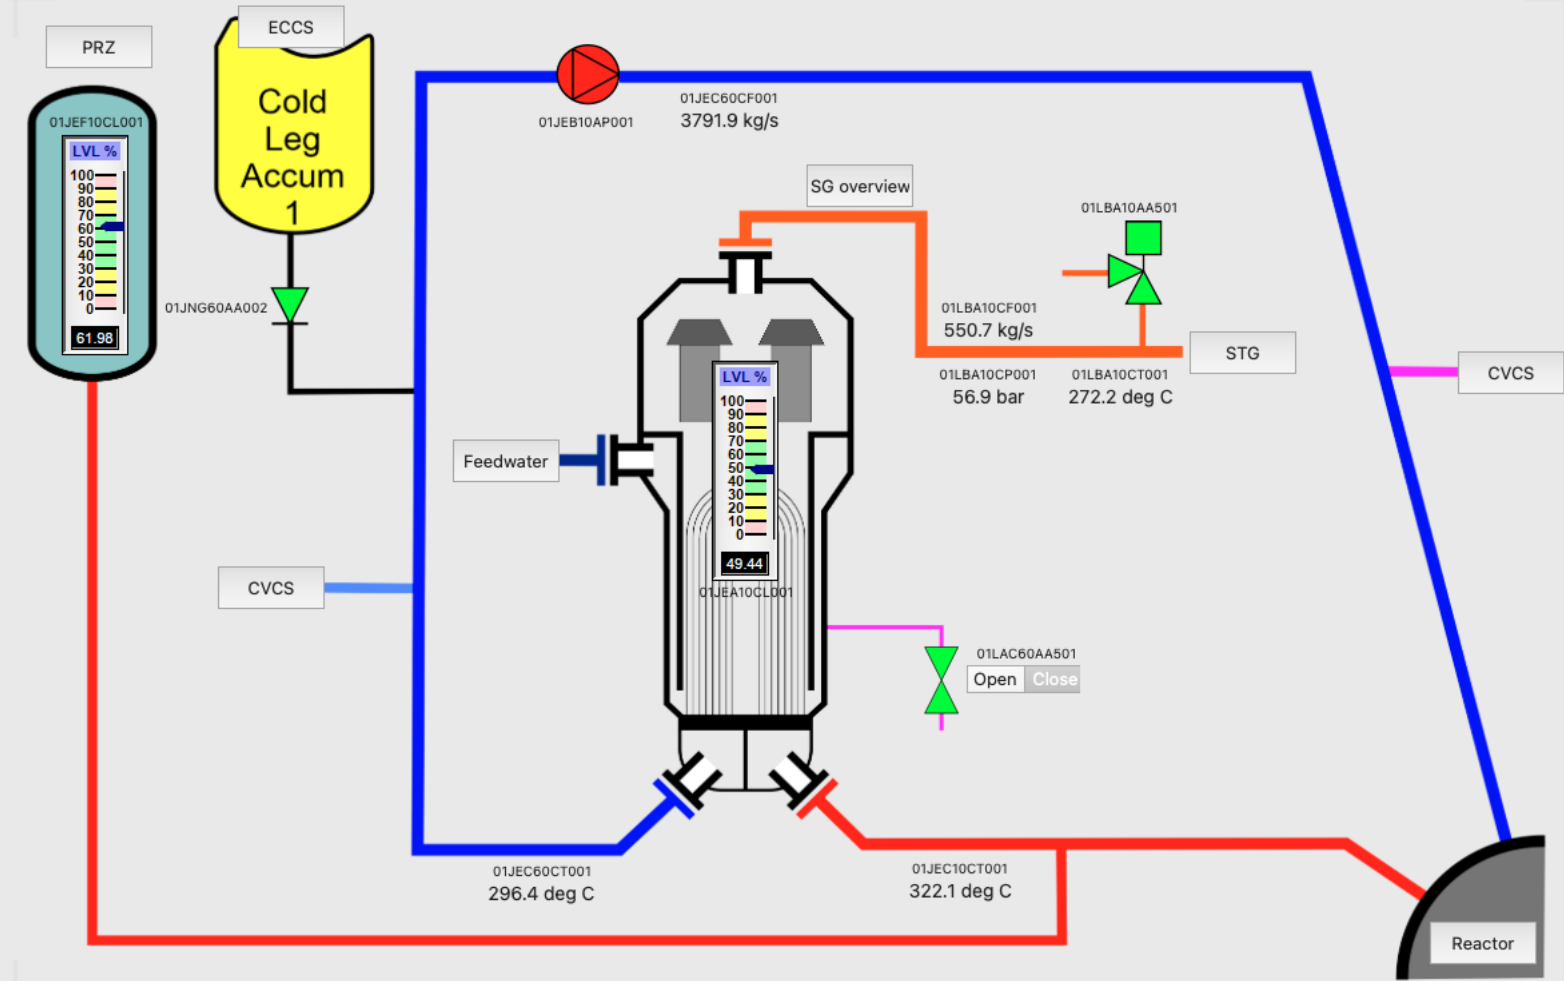 PRZ
ECCS
01JEF10CL001
LVL %
100
90
80
70
60
50
40
30
20
10
0
61.98
Cold
Leg
Accum
1
01JNG60AA002
01JEB10AP001
01JEC60CF001
3791.9 kg/s
SG overview
01LBA10AA501
01LBA10CF001
550.7 kg/s
STG
01LBA10CP001
56.9 bar
01LBA10CT001
272.2 deg C
CVCS
LVL %
100
90
80
70
60
50
40
30
20
10
0
49.44
01JEA10CL001
Feedwater
CVCS
01LAC60AA501
Open Close
01JEC60CT001
296.4 deg C
01JEC10CT001
322.1 deg C
Reactor